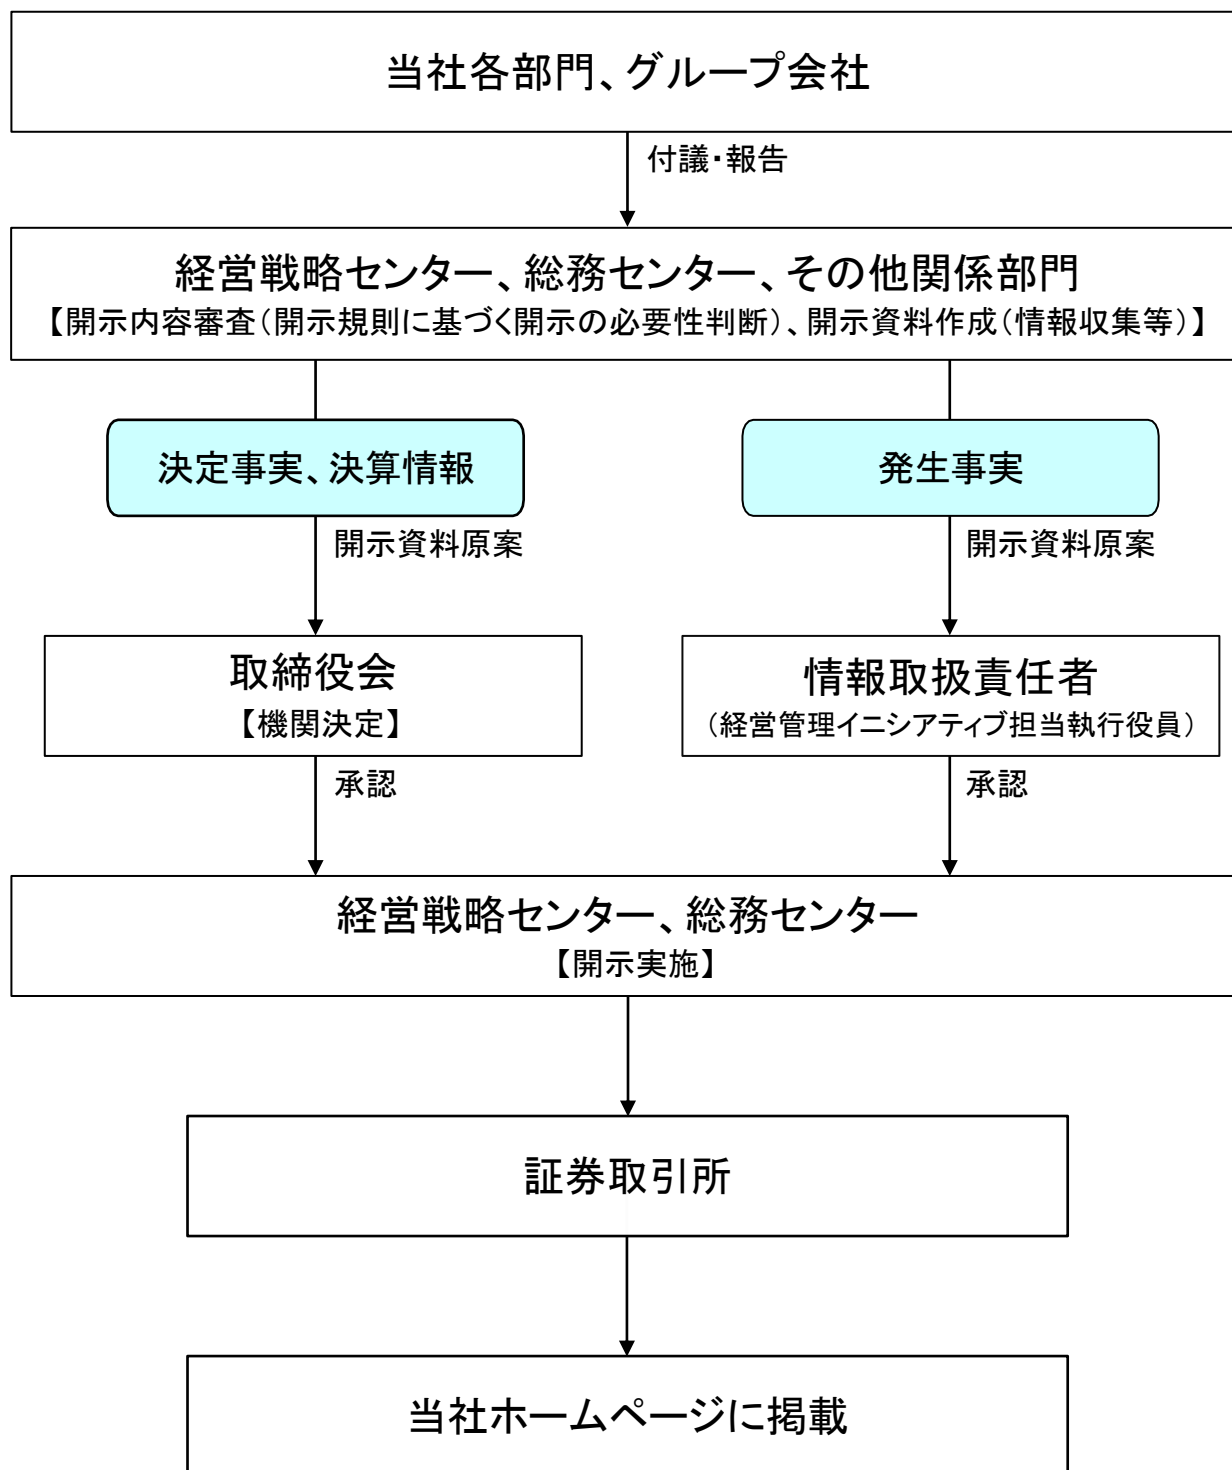 当社各部門、グループ会社
付議・報告
経営戦略センター、総務センター、その他関係部門
【開示内容審査（開示規則に基づく開示の必要性判断）、開示資料作成（情報収集等）】
決定事実、決算情報
発生事実
開示資料原案
開示資料原案
取締役会
【機関決定】
情報取扱責任者
（経営管理イニシアティブ担当執行役員）
承認
承認
経営戦略センター、総務センター
【開示実施】
証券取引所
当社ホームページに掲載